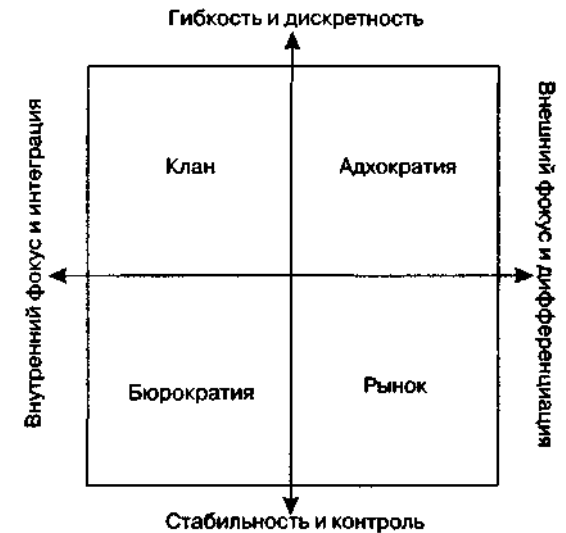 Гибкость и дискретность
Внутренний фокус и интеграция
Клан
Адхократия
Внешний фокус и дифференциация
Бюрократия
Рынок
Стабильность и контроль